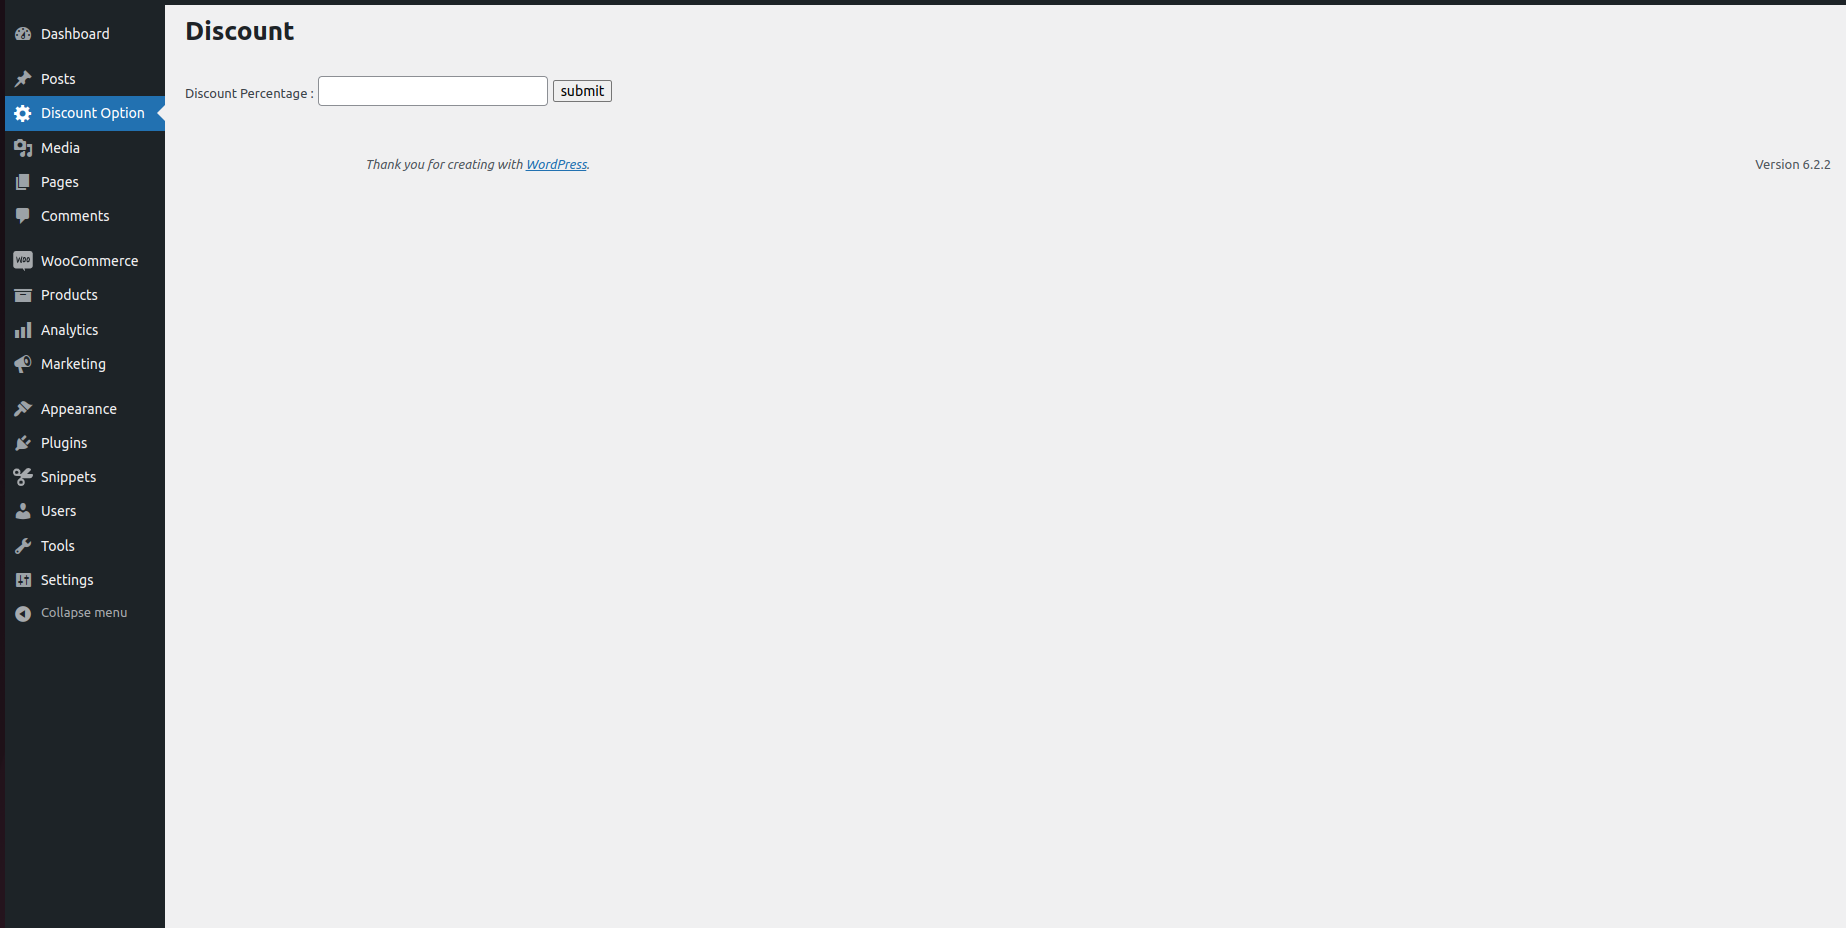 Dashboard
Posts
Discount Option
Media
Pages
Comments
WOO WooCommerce
Products
Analytics
Marketing
Appearance
Plugins
Snippets
Users
Tools
Settings
Collapse menu
Discount
Discount Percentage : submit
Thank you for creating with WordPress.
Version 6.2.2